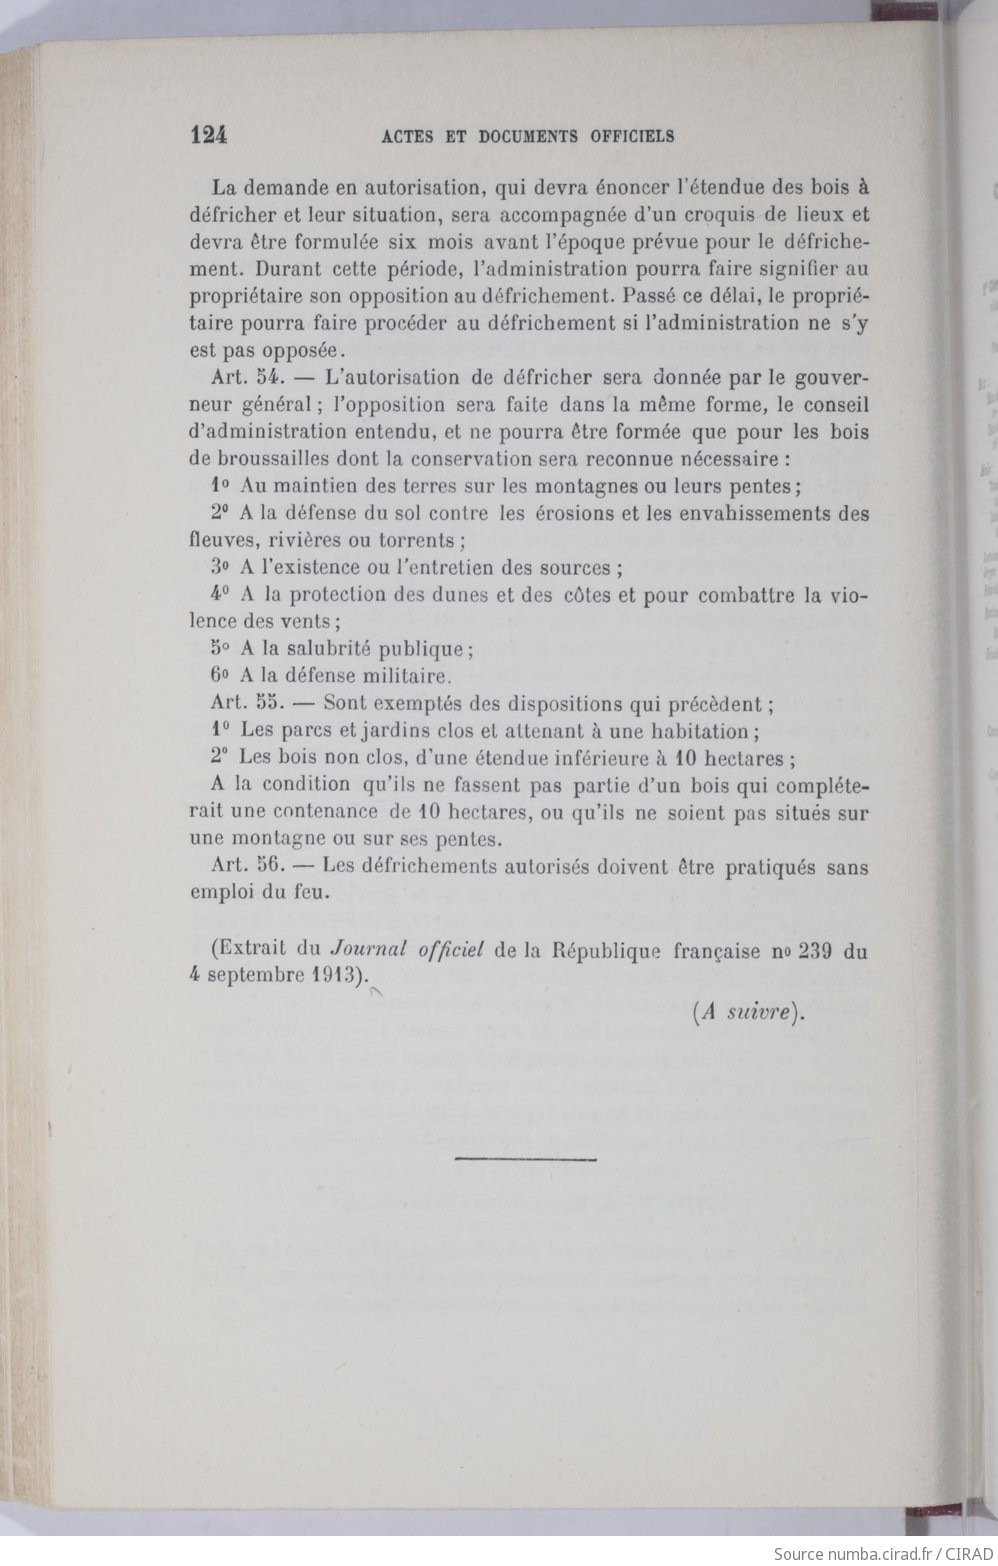 124 ACTES ET DOCUMENTS OFFICIELS
La demande en autorisation, qui devra énoncer l'étendue des bois à
défricher et leur situation, sera accompagnée d'un croquis de lieux et
devra être formulée six mois avant l'époque prévue pour le défriche-
ment. Durant cette période, l'administration pourra faire signifier au
propriétaire son opposition au défrichement. Passé ce délai, le proprié-
taire pourra faire procéder au défrichement si l'administration ne s'y
est pas opposée.
Art. 54. — L'autorisation de défricher sera donnée par le gouver-
neur général ; l'opposition sera faite dans la même forme, le conseil
d'administration entendu, et ne pourra être formée que pour les bois
de broussailles dont la conservation sera reconnue nécessaire :
1o Au maintien des terres sur les montagnes ou leurs pentes ;
2o A la défense du sol contre les érosions et les envahissements des
fleuves, rivières ou torrents ;
3o A l'existence ou l'entretien des sources ;
4o A la protection des dunes et des côtes et pour combattre la vio-
lence des vents ;
5o A la salubrité publique ;
6o A la défense militaire.
Art. 55. — Sont exemptés des dispositions qui précèdent ;
1o Les parcs et jardins clos et attenant à une habitation ;
2o Les bois non clos, d'une étendue inférieure à 10 hectares ;
A la condition qu'ils ne fassent pas partie d'un bois qui compléte-
rait une contenance de 10 hectares, ou qu'ils ne soient pas situés sur
une montagne ou sur ses pentes.
Art. 56. — Les défrichements autorisés doivent être pratiqués sans
emploi du feu.
(Extrait du Journal officiel de la République française no 239 du
4 septembre 1913).
(A suivre).
Source numba.cirad.fr / CIRAD